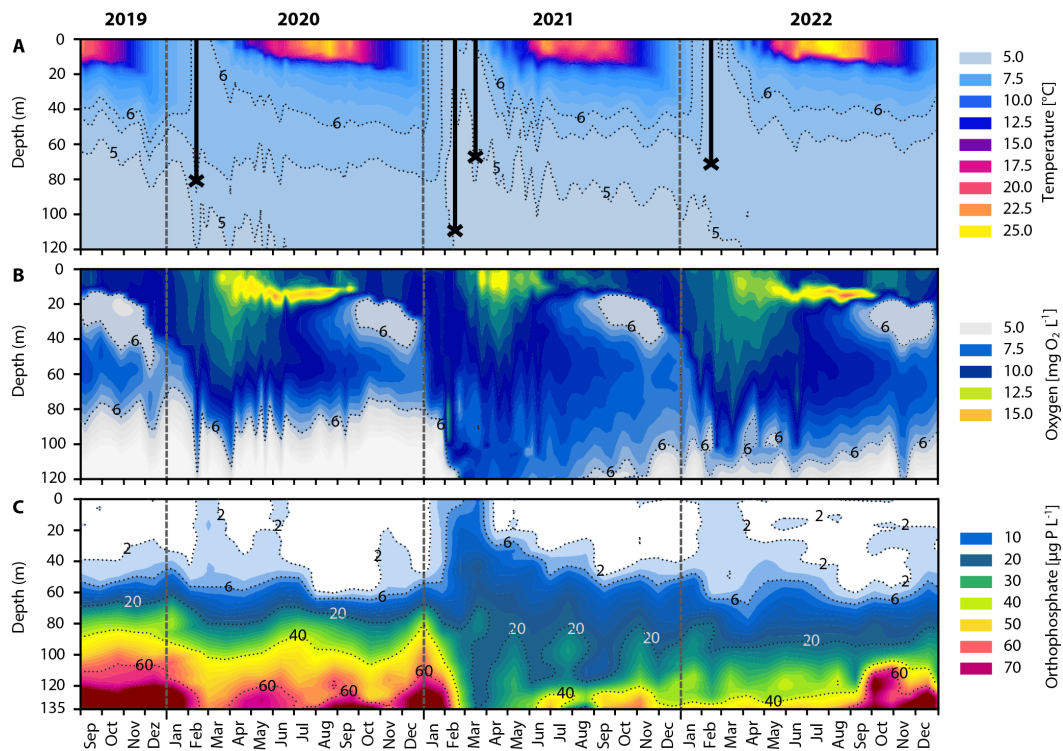 2019 2020 2021 2022
A
0
20
40
60
80
100
120
Depth (m)
6 6 6 6 6 6
5 5 5 5 5
5.0
7.5
10.0
12.5
15.0
17.5
20.0
22.5
25.0
Temperature [°C]
B
0
20
40
60
80
100
120
Depth (m)
6 6 6 6 6 6 6 6 6 6 6 6 6 6 6
5.0
7.5
10.0
12.5
15.0
Oxygen [mg O₂ L⁻¹]
C
0
20
40
60
80
100
120
135
Depth (m)
2 2 2 2 2 2 2 2 2
6 6 6 6 6
20 20 20 20 20 20
40 40 40
60 60 60 60 60
10
20
30
40
50
60
70
Orthophosphate [µg P L⁻¹]
Sep Oct Nov Dez Jan Feb Mar Apr May Jun Jul Aug Sep Oct Nov Dec Jan Feb Mar Apr May Jun Jul Aug Sep Oct Nov Dec Jan Feb Mar Apr May Jun Jul Aug Sep Oct Nov Dec